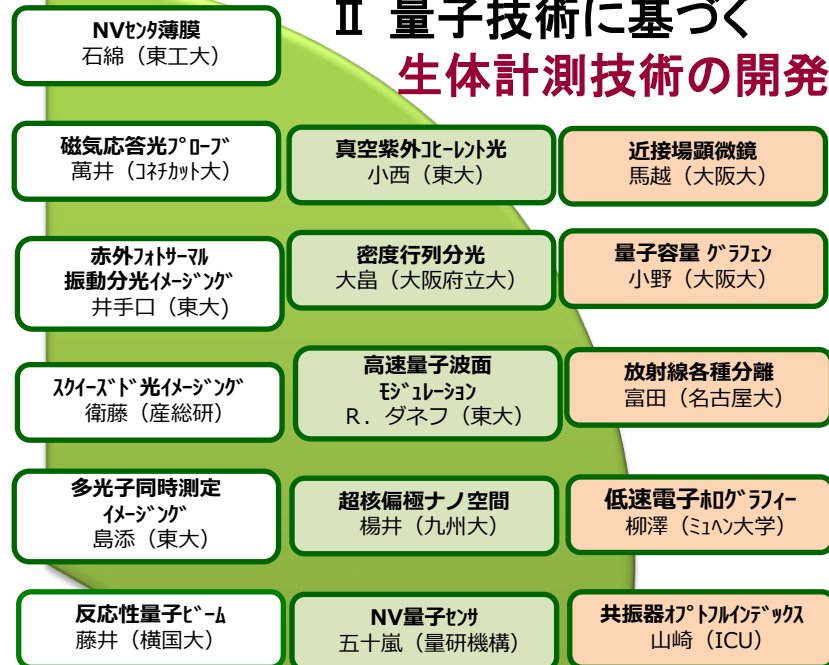 Ⅱ 量子技術に基づく
生体計測技術の開発
NVｾﾝﾀ薄膜
石綿（東工大）
磁気応答光ﾌﾟﾛｰﾌﾞ
萬井（ｺﾈﾁｶｯﾄ大）
赤外ﾌｫﾄｻｰﾏﾙ
振動分光ｲﾒｰｼﾞﾝｸﾞ
井手口（東大)
ｽｸｲｰｽﾞﾄﾞ光ｲﾒｰｼﾞﾝｸﾞ
衛藤（産総研）
多光子同時測定
ｲﾒｰｼﾞﾝｸﾞ
島添（東大）
反応性量子ﾋﾞｰﾑ
藤井（横国大）
真空紫外ｺﾋｰﾚﾝﾄ光
小西（東大）
密度行列分光
大畠（大阪府立大）
高速量子波面
ﾓｼﾞｭﾚｰｼｮﾝ
R．ダネフ（東大）
超核偏極ナノ空間
楊井（九州大）
NV量子ｾﾝｻ
五十嵐（量研機構）
近接場顕微鏡
馬越（大阪大）
量子容量 ｸﾞﾗﾌｪﾝ
小野（大阪大）
放射線各種分離
富田（名古屋大）
低速電子ﾎﾛｸﾞﾗﾌｨｰ
柳澤（ﾐｭﾍﾝ大学）
共振器ｵﾌﾟﾄﾌﾙｲﾝﾃﾞｯｸｽ
山崎（ICU）